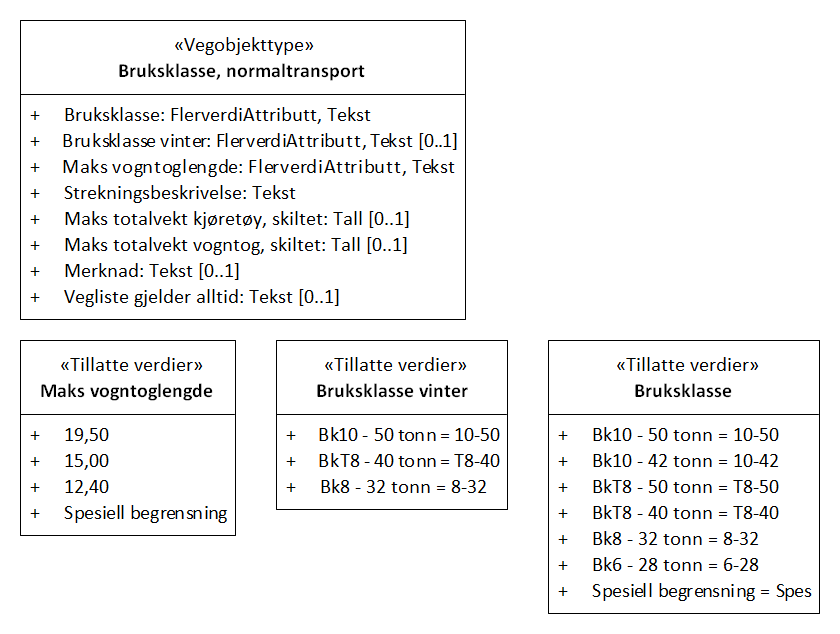 «Vegobjekttype»
Bruksklasse, normaltransport
+ Bruksklasse: FlerverdiAttributt, Tekst
+ Bruksklasse vinter: FlerverdiAttributt, Tekst [0..1]
+ Maks vogntoglengde: FlerverdiAttributt, Tekst
+ Strekningsbeskrivelse: Tekst
+ Maks totalvekt kjøretøy, skiltet: Tall [0..1]
+ Maks totalvekt vogntog, skiltet: Tall [0..1]
+ Merknad: Tekst [0..1]
+ Vegliste gjelder alltid: Tekst [0..1]
«Tillatte verdier»
Maks vogntoglengde
+ 19,50
+ 15,00
+ 12,40
+ Spesiell begrensning
«Tillatte verdier»
Bruksklasse vinter
+ Bk10 - 50 tonn = 10-50
+ BkT8 - 40 tonn = T8-40
+ Bk8 - 32 tonn = 8-32
«Tillatte verdier»
Bruksklasse
+ Bk10 - 50 tonn = 10-50
+ Bk10 - 42 tonn = 10-42
+ BkT8 - 50 tonn = T8-50
+ BkT8 - 40 tonn = T8-40
+ Bk8 - 32 tonn = 8-32
+ Bk6 - 28 tonn = 6-28
+ Spesiell begrensning = Spes